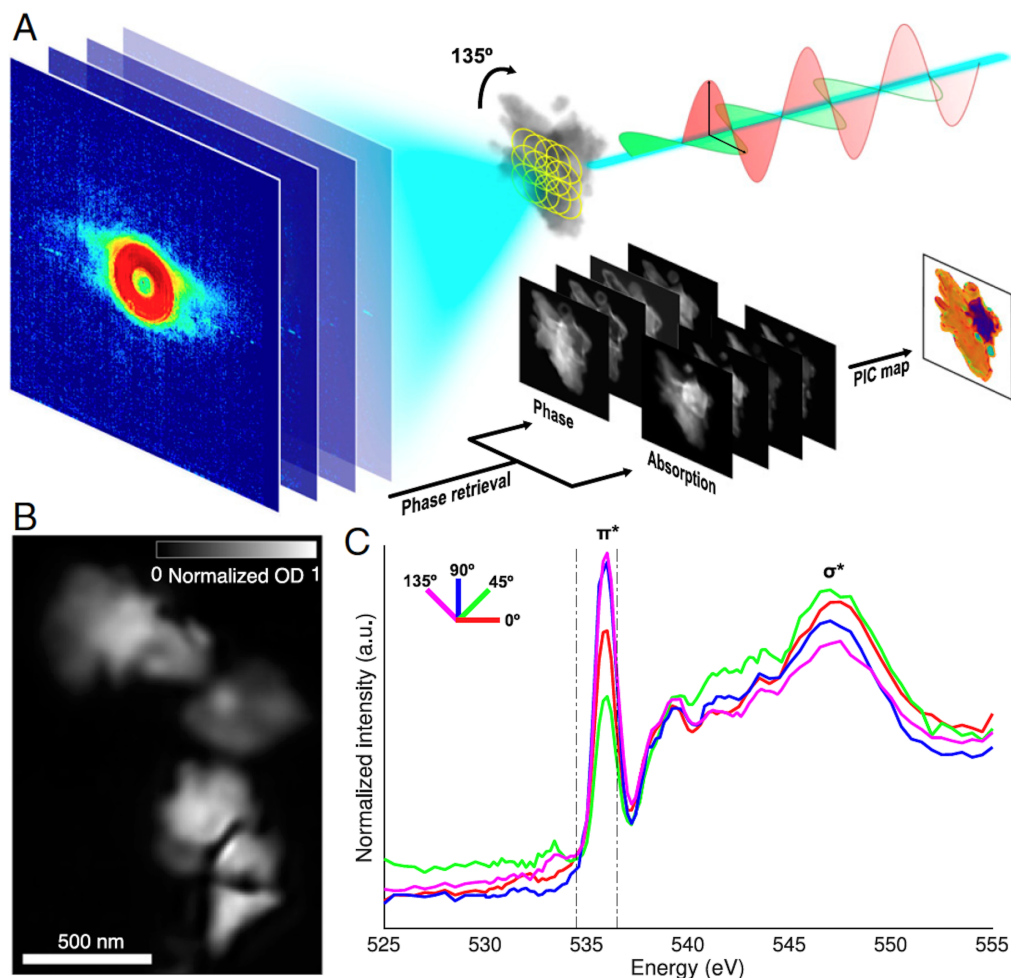 A
135º
Phase
Absorption
Phase retrieval
PIC map
B
0 Normalized OD 1
500 nm
C
π*
σ*
135º
90º
45º
0º
Normalized intensity (a.u.)
525
530
535
540
545
550
555
Energy (eV)